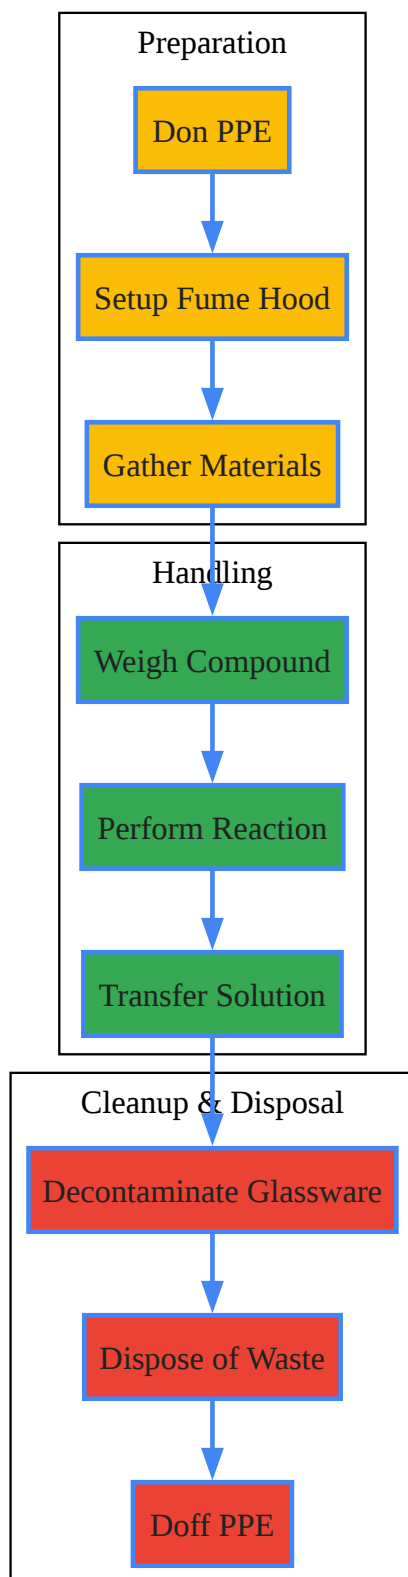 Preparation
Don PPE
Setup Fume Hood
Gather Materials
Handling
Weigh Compound
Perform Reaction
Transfer Solution
Cleanup & Disposal
Decontaminate Glassware
Dispose of Waste
Doff PPE